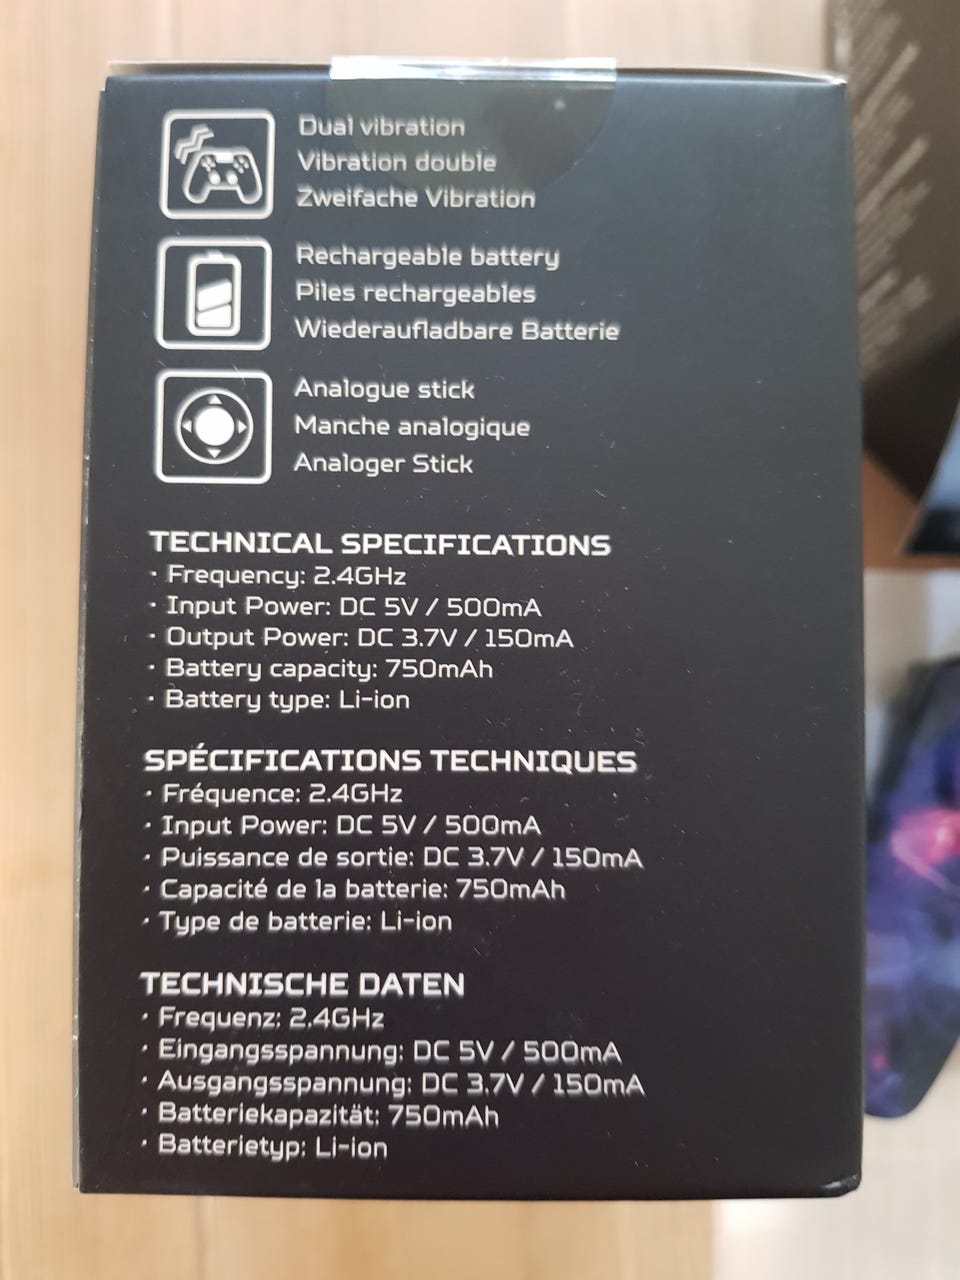 Dual vibration
Vibration double
Zweifache Vibration
Rechargeable battery
Piles rechargeables
Wiederaufladbare Batterie
Analogue stick
Manche analogique
Analoger Stick
TECHNICAL SPECIFICATIONS
· Frequency: 2.4GHz
· Input Power: DC 5V / 500mA
· Output Power: DC 3.7V / 150mA
· Battery capacity: 750mAh
· Battery type: Li-ion
SPÉCIFICATIONS TECHNIQUES
· Fréquence: 2.4GHz
· Input Power: DC 5V / 500mA
· Puissance de sortie: DC 3.7V / 150mA
· Capacité de la batterie: 750mAh
· Type de batterie: Li-ion
TECHNISCHE DATEN
· Frequenz: 2.4GHz
· Eingangsspannung: DC 5V / 500mA
· Ausgangsspannung: DC 3.7V / 150mA
· Batteriekapazität: 750mAh
· Batterietyp: Li-ion